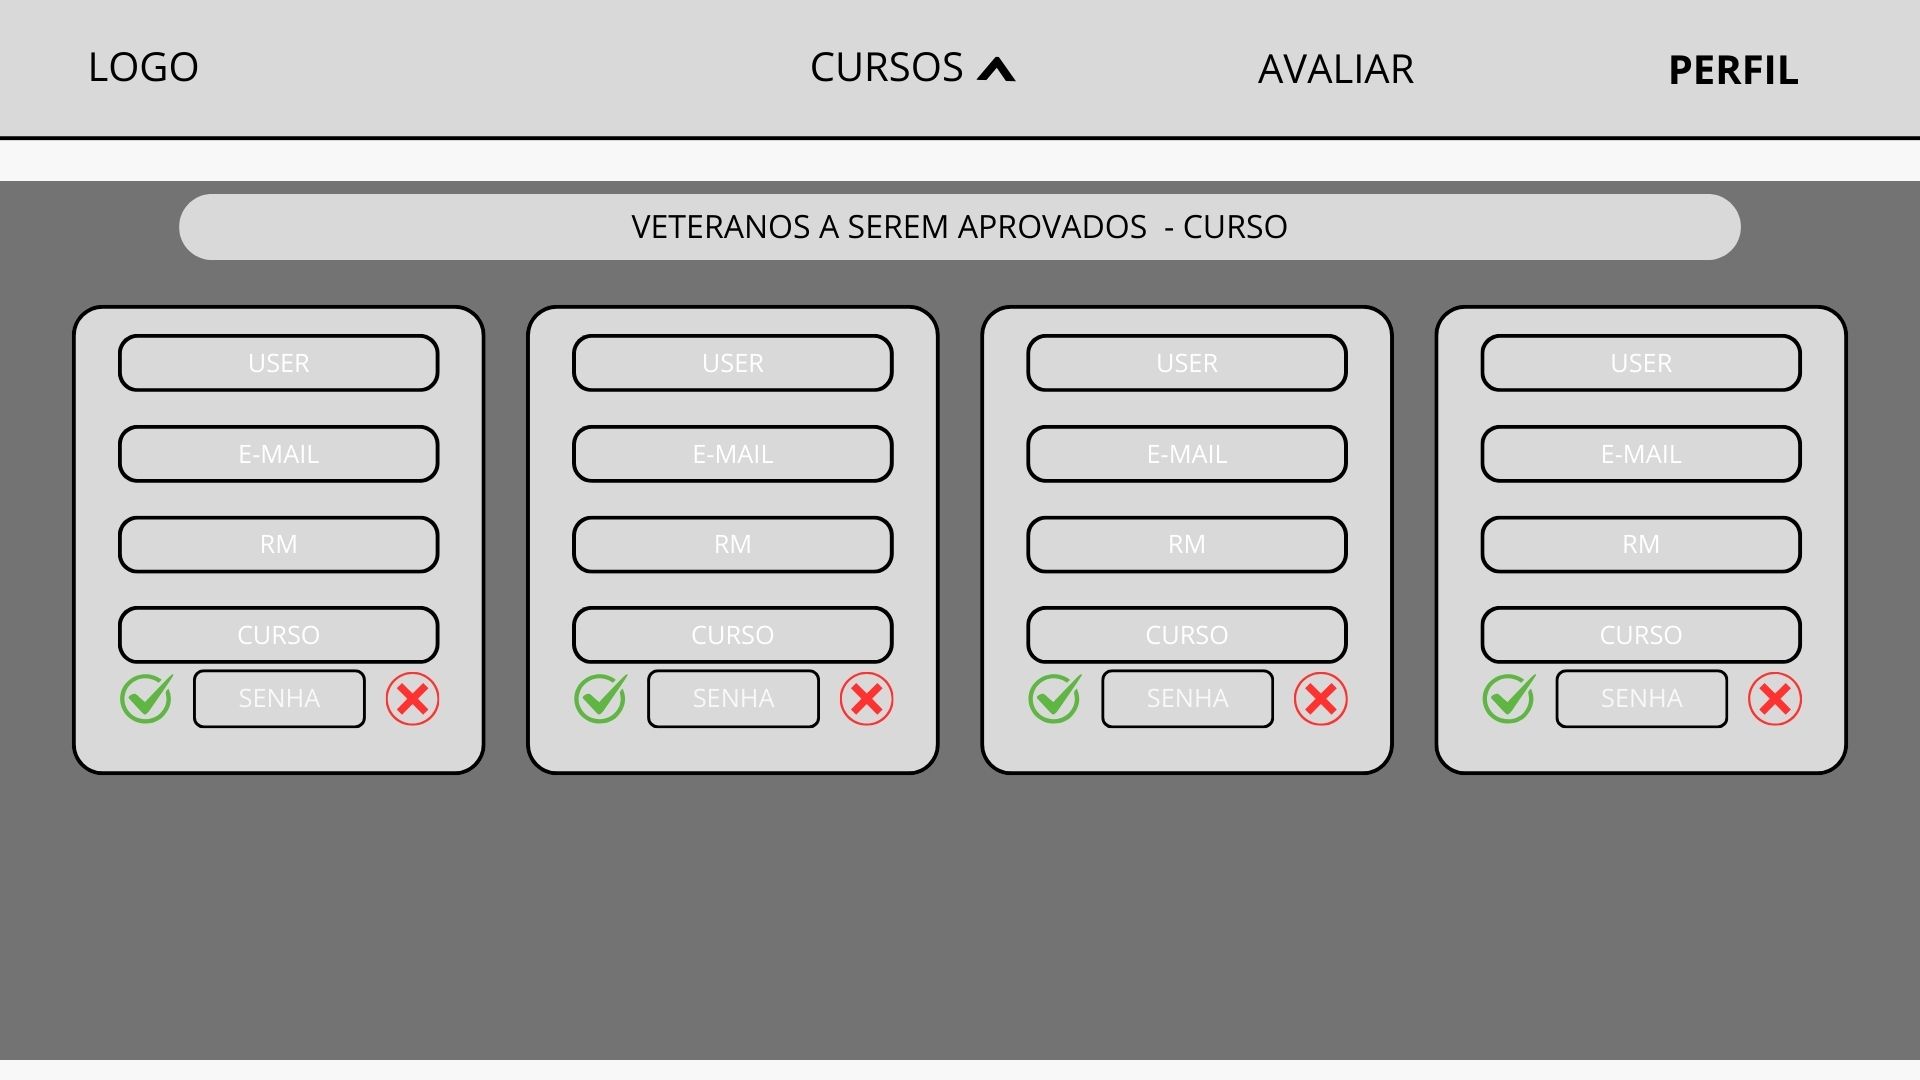 LOGO
CURSOS
AVALIAR
PERFIL
VETERANOS A SEREM APROVADOS - CURSO
USER
E-MAIL
RM
CURSO
SENHA
USER
E-MAIL
RM
CURSO
SENHA
USER
E-MAIL
RM
CURSO
SENHA
USER
E-MAIL
RM
CURSO
SENHA